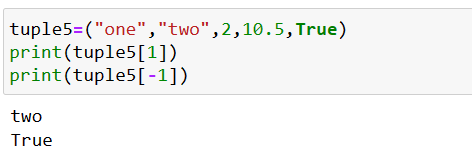 tuple5=("one","two",2,10.5,True)
print(tuple5[1])
print(tuple5[-1])
two
True